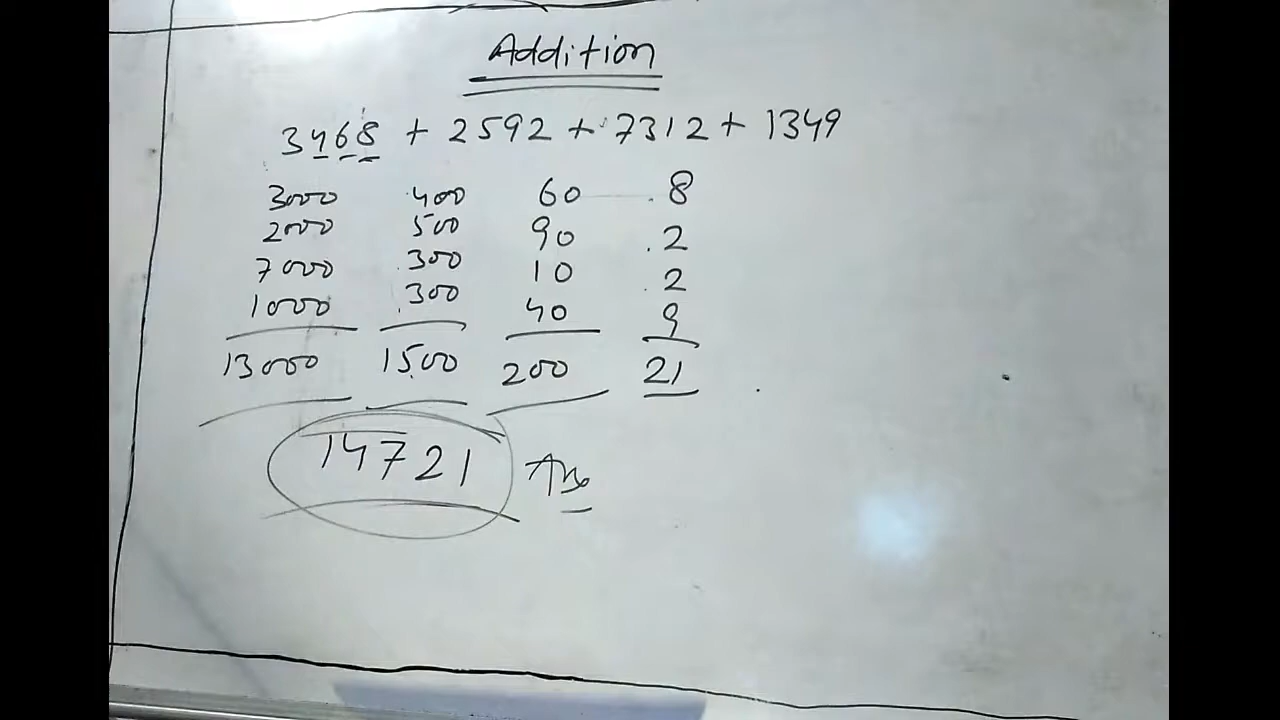 Addition
3468 + 2592 + 7312 + 1349
3000 400 60 8
2000 500 90 2
7000 300 10 2
1000 300 40 9
13000 1500 200 21
14721 Ans